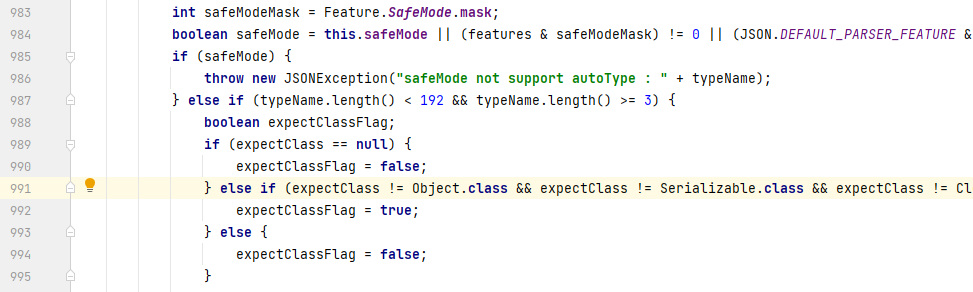 983 int safeModeMask = Feature.SafeMode.mask;
984 boolean safeMode = this.safeMode || (features & safeModeMask) != 0 || (JSON.DEFAULT_PARSER_FEATURE &
985 if (safeMode) {
986 throw new JSONException("safeMode not support autoType : " + typeName);
987 } else if (typeName.length() < 192 && typeName.length() >= 3) {
988 boolean expectClassFlag;
989 if (expectClass == null) {
990 expectClassFlag = false;
991 } else if (expectClass != Object.class && expectClass != Serializable.class && expectClass != Cl
992 expectClassFlag = true;
993 } else {
994 expectClassFlag = false;
995 }